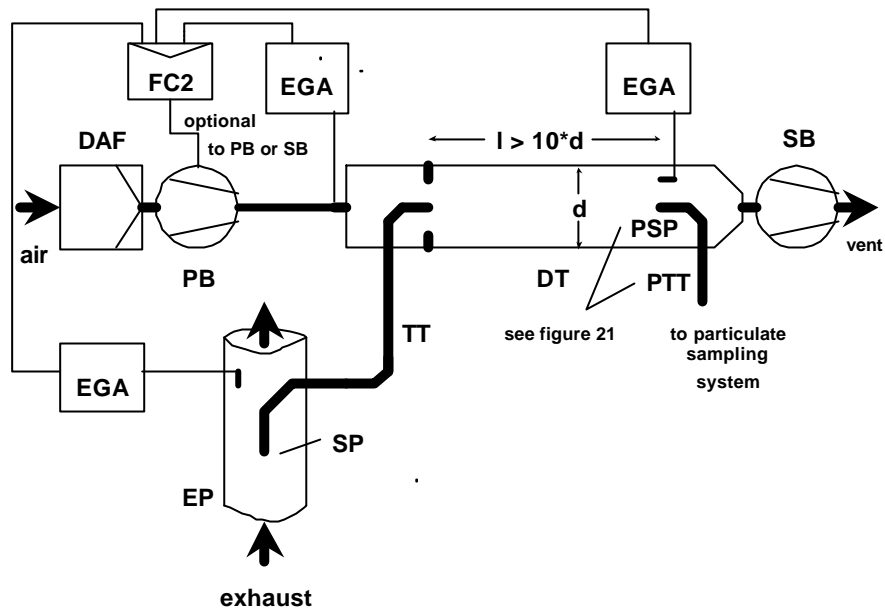 FC2
EGA
EGA
optional
to PB or SB
DAF
l > 10*d
SB
d
air
PSP
vent
PB
DT
PTT
TT
see figure 21
to particulate
sampling
system
EGA
SP
EP
exhaust